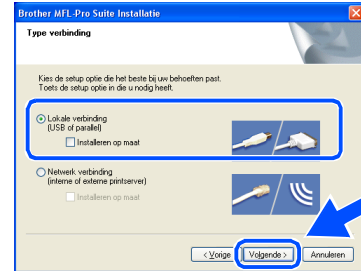 Brother MFL-Pro Suite Installatie
Type verbinding
Kies de setup optie die het beste bij uw behoeften past.
Toets de setup optie in die u nodig heeft.
Lokale verbinding
(USB of parallel)
Installeren op maat
Netwerk verbinding
(interne of externe printserver)
Installeren op maat
< Vorige
Volgende >
Annuleren